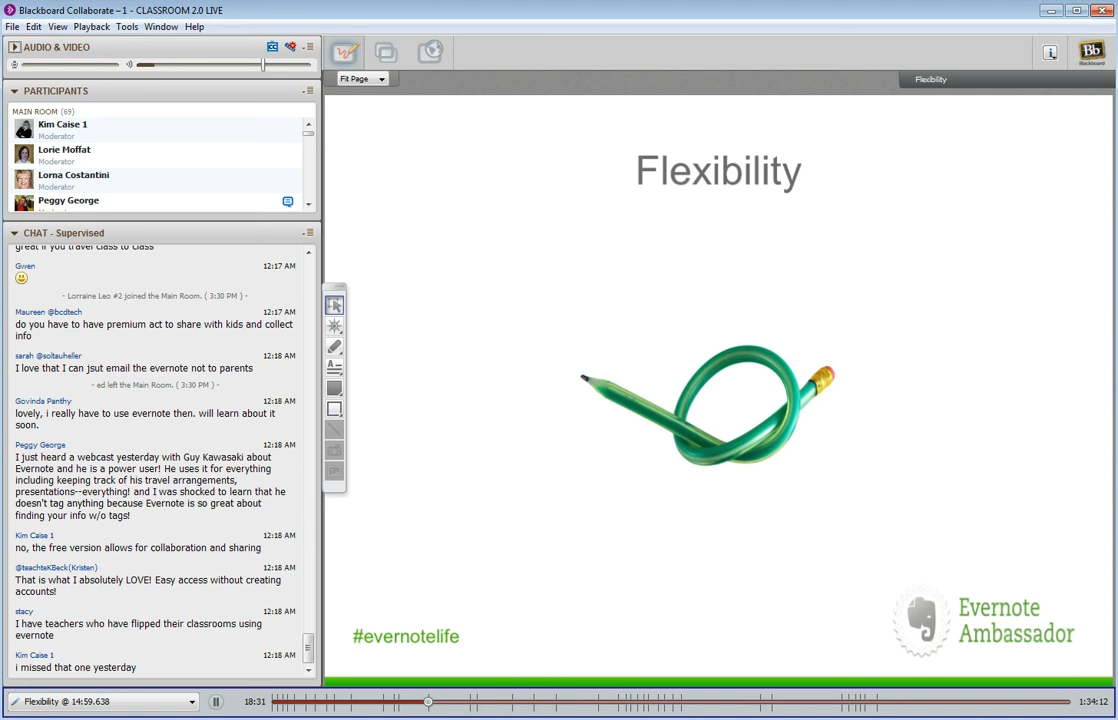 Blackboard Collaborate – 1 - CLASSROOM 2.0 LIVE
File Edit View Playback Tools Window Help
AUDIO & VIDEO
PARTICIPANTS
MAIN ROOM (69)
Kim Caise 1
Moderator
Lorie Moffat
Moderator
Lorna Costantini
Moderator
Peggy George
CHAT - Supervised
great if you travel class to class
Gwen 12:17 AM
- Lorraine Leo #2 joined the Main Room. ( 3:30 PM ) -
Maureen @bcdtech 12:17 AM
do you have to have premium act to share with kids and collect
info
sarah @soltauheller 12:18 AM
I love that I can jsut email the evernote not to parents
- ed left the Main Room. ( 3:30 PM ) -
Govinda Panthy 12:18 AM
lovely, i really have to use evernote then. will learn about it
soon.
Peggy George 12:18 AM
I just heard a webcast yesterday with Guy Kawasaki about
Evernote and he is a power user! He uses it for everything
including keeping track of his travel arrangements,
presentations--everything! and I was shocked to learn that he
doesn't tag anything because Evernote is so great about
finding your info w/o tags!
Kim Caise 1 12:18 AM
no, the free version allows for collaboration and sharing
@teachteKBeck(Kristen) 12:18 AM
That is what I absolutely LOVE! Easy access without creating
accounts!
stacy 12:18 AM
I have teachers who have flipped their classrooms using
evernote
Kim Caise 1 12:18 AM
i missed that one yesterday
Fit Page
Flexibility
Bb
Blackboard
Flexibility
#evernotelife
Evernote
Ambassador
Flexibility @ 14:59.638
18:31
1:34:12